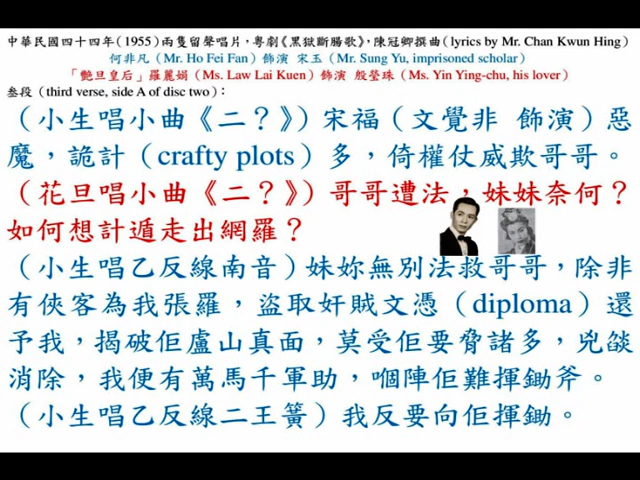 中華民國四十四年(1955)兩隻留聲唱片，粵劇《黑獄斷腸歌》，陳冠卿撰曲(lyrics by Mr. Chan Kwun Hing)
何非凡(Mr. Ho Fei Fan)飾演 宋玉(Mr. Sung Yu, imprisoned scholar)
「艷旦皇后」羅麗娟(Ms. Law Lai Kuen)飾演 殷瑩珠(Ms. Yin Ying-chu, his lover)
叁段(third verse, side A of disc two)：
(小生唱小曲《二？》)宋福(文覺非 飾演)惡
魔，詭計(crafty plots)多，倚權仗威欺哥哥。
(花旦唱小曲《二？》)哥哥遭法，妹妹奈何？
如何想計遁走出網羅？
(小生唱乙反線南音)妹妳無別法救哥哥，除非
有俠客為我張羅，盜取奸賊文憑(diploma)還
予我，揭破佢盧山真面，莫受佢要脅諸多，兇燄
消除，我便有萬馬千軍助，嗰陣佢難揮鋤斧。
(小生唱乙反線二王簧)我反要向佢揮鋤。